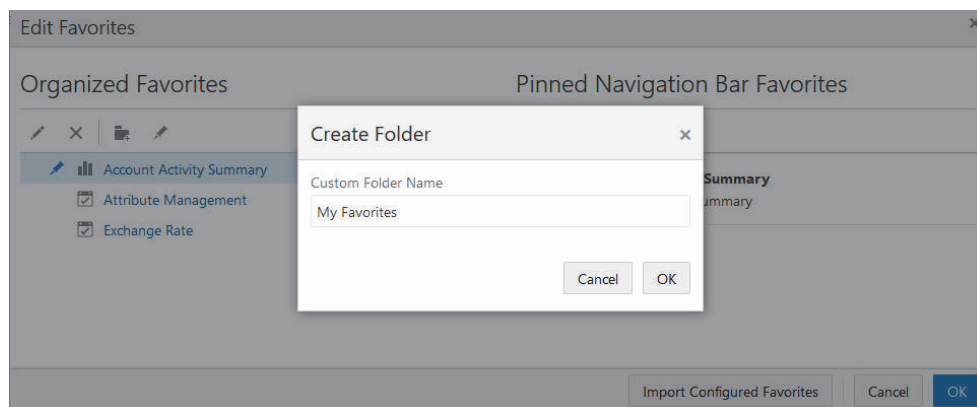 Edit Favorites
Organized Favorites
Pinned Navigation Bar Favorites
Create Folder
Custom Folder Name
My Favorites
Cancel
OK
Account Activity Summary
Attribute Management
Exchange Rate
Summary
Import Configured Favorites
Cancel
OK